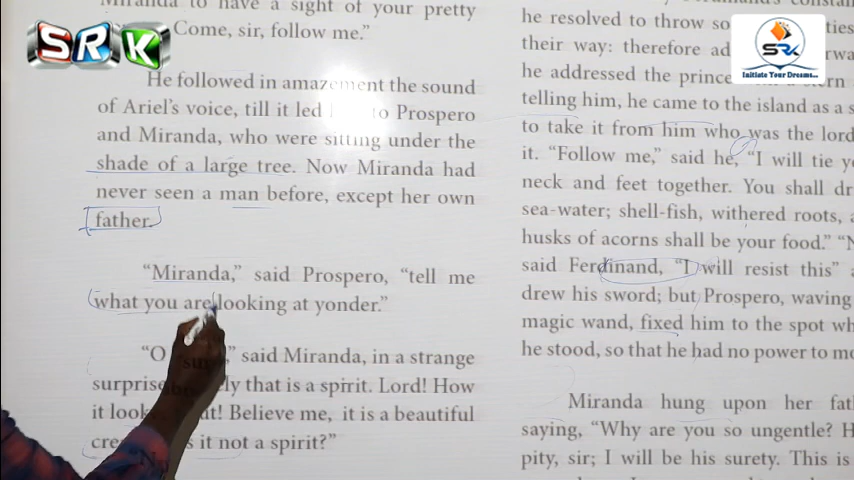 SRK
Miranda to have a sight of your pretty
Come, sir, follow me.”
He followed in amazement the sound
of Ariel’s voice, till it led to Prospero
and Miranda, who were sitting under the
shade of a large tree. Now Miranda had
never seen a man before, except her own
father.
“Miranda,” said Prospero, “tell me
what you are looking at yonder.”
“O said Miranda, in a strange
surprise that is a spirit. Lord! How
it Believe me, it is a beautiful
it not a spirit?”
“No
SRK
Initiate Your Dreams...
he resolved to throw
their way: therefore
he addressed the
telling him, he came to the island as a
to take it from him who was the lord
it. “Follow me,” said he, “I will tie
neck and feet together. You shall
sea-water; shell-fish, withered roots,
husks of acorns shall be your food.”
said Ferdinand, “I will resist this”
drew his sword; but Prospero, waving
magic wand, fixed him to the spot
he stood, so that he had no power to
Miranda hung upon her
saying, “Why are you so ungentle?
pity, sir; I will be his surety. This is